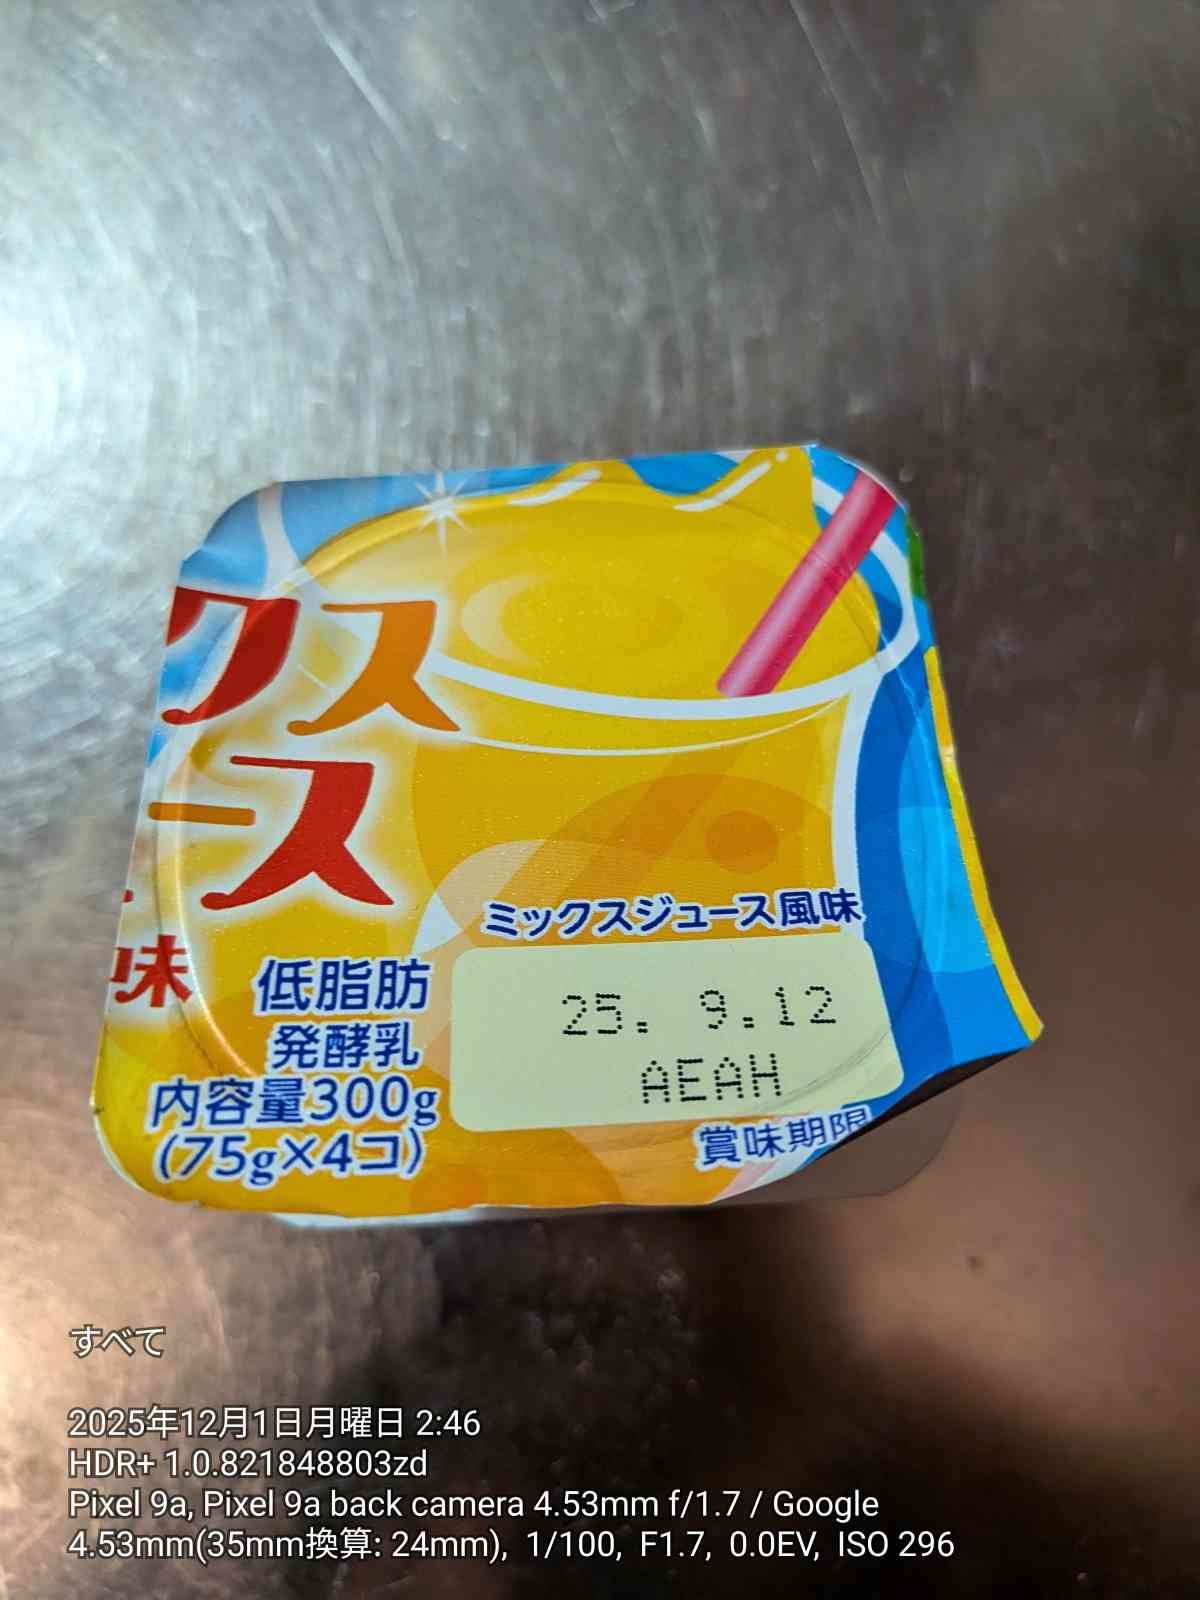 クス
ース
味
ミックスジュース風味
低脂肪
発酵乳
内容量300g
(75g×4コ)
25. 9.12
AEAH
賞味期限
すべて
2025年12月1日月曜日 2:46
HDR+ 1.0.821848803zd
Pixel 9a, Pixel 9a back camera 4.53mm f/1.7 / Google
4.53mm(35mm換算: 24mm), 1/100, F1.7, 0.0EV, ISO 296